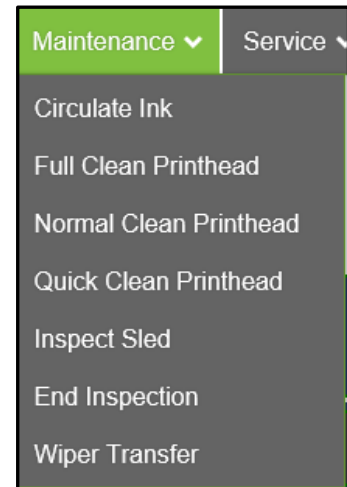 Maintenance Service
Circulate Ink
Full Clean Printhead
Normal Clean Printhead
Quick Clean Printhead
Inspect Sled
End Inspection
Wiper Transfer